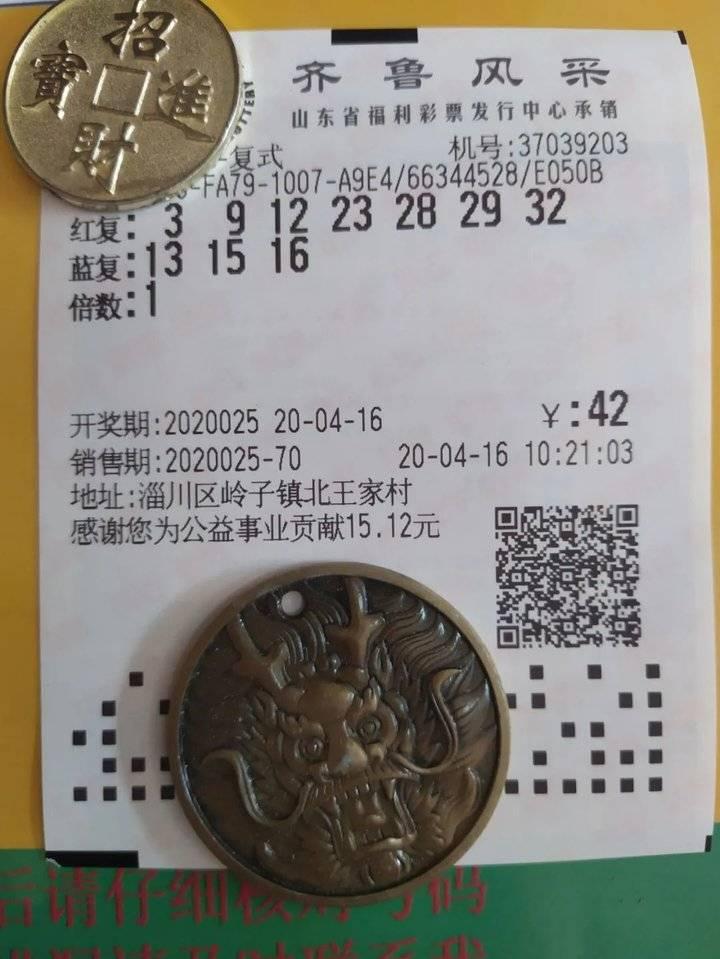 招
進
寶
財
LOTTERY
齐鲁风采
山东省福利彩票发行中心承销
复式 机号:37039203
-FA79-1007-A9E4/66344528/E050B
红复: 3 9 12 23 28 29 32
蓝复:13 15 16
倍数:1
开奖期:2020025 20-04-16 ¥:42
销售期:2020025-70 20-04-16 10:21:03
地址:淄川区岭子镇北王家村
感谢您为公益事业贡献15.12元
后请仔细核对号码